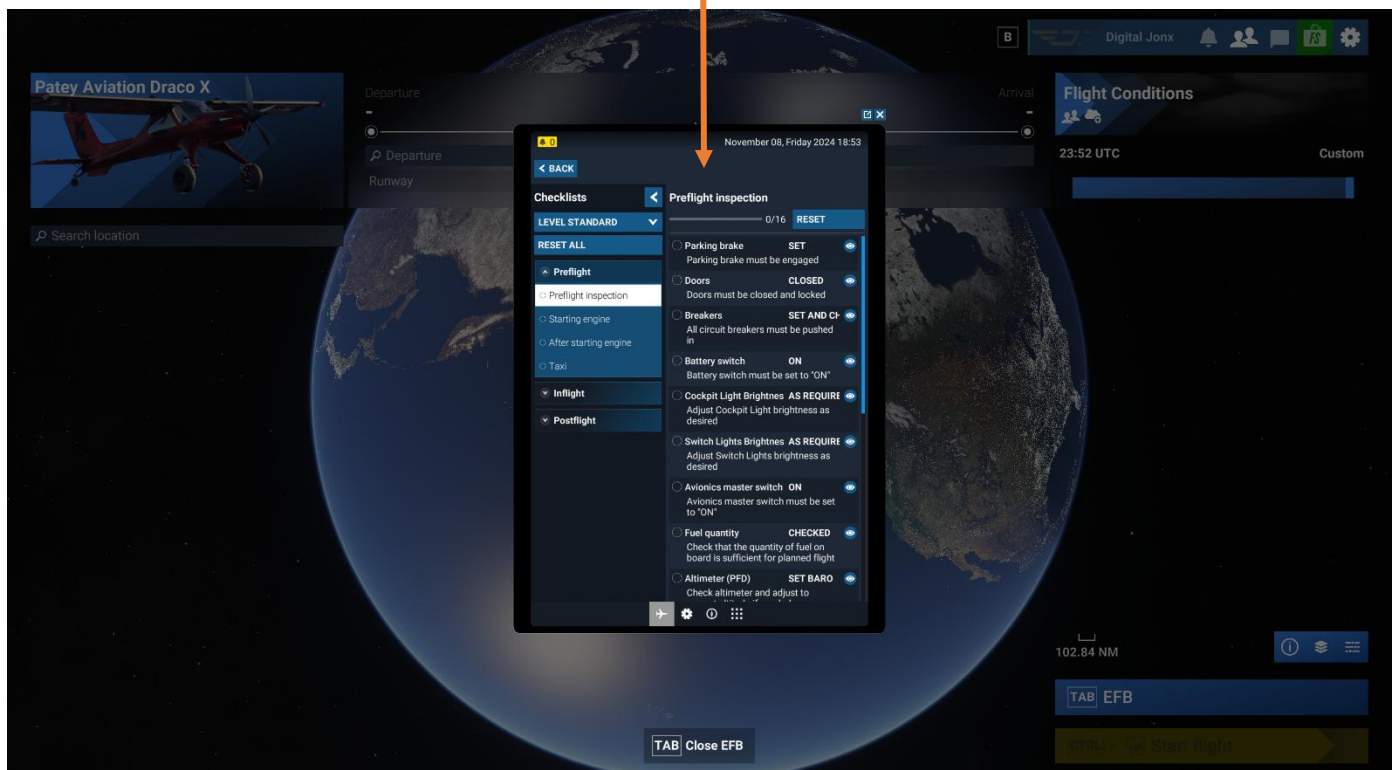 B
Digital Jonx
Patey Aviation Draco X
Departure
Arrival
-
-
Departure
Runway
Flight Conditions
23:52 UTC
Custom
Search location
0
November 08, Friday 2024 18:53
< BACK
Checklists
LEVEL STANDARD
RESET ALL
Preflight
Preflight inspection
Starting engine
After starting engine
Taxi
Inflight
Postflight
Preflight inspection
0/16
RESET
Parking brake SET
Parking brake must be engaged
Doors CLOSED
Doors must be closed and locked
Breakers SET AND CH
All circuit breakers must be pushed
in
Battery switch ON
Battery switch must be set to "ON"
Cockpit Light Brightnes AS REQUIRE
Adjust Cockpit Light brightness as
desired
Switch Lights Brightnes AS REQUIRE
Adjust Switch Lights brightness as
desired
Avionics master switch ON
Avionics master switch must be set
to "ON"
Fuel quantity CHECKED
Check that the quantity of fuel on
board is sufficient for planned flight
Altimeter (PFD) SET BARO
Check altimeter and adjust to
102.84 NM
TAB EFB
TAB Close EFB
CTRL Start flight